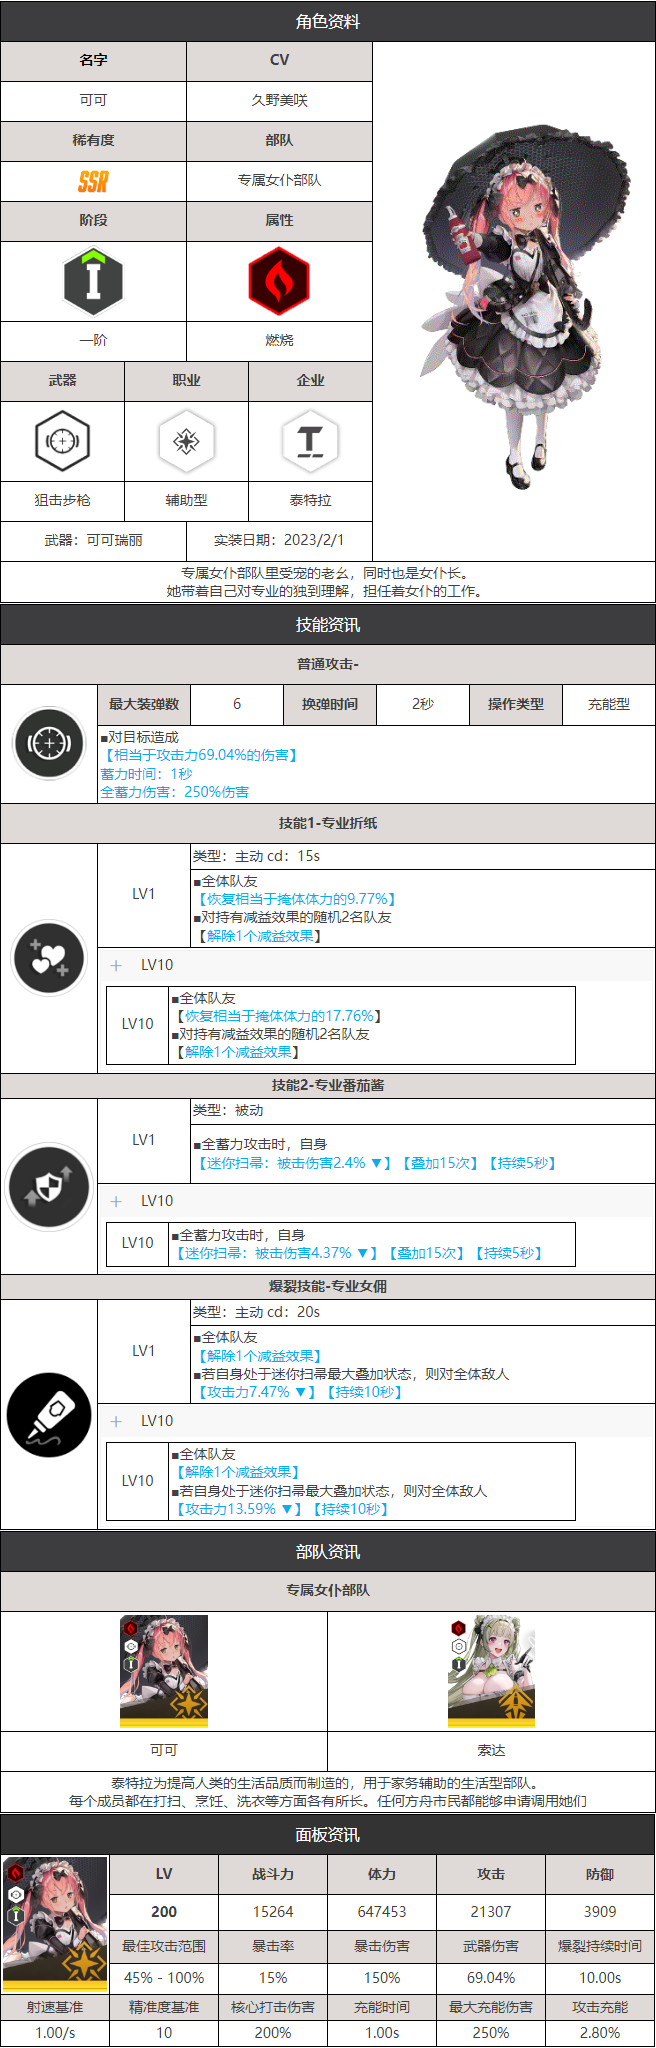 角色资料
名字
CV
可可
久野美咲
稀有度
部队
SSR
专属女仆部队
阶段
属性
I
一阶
燃烧
武器
职业
企业
狙击步枪
辅助型
泰特拉
武器：可可瑞丽
实装日期：2023/2/1
专属女仆部队里受宠的老幺，同时也是女仆长。
她带着自己对专业的独到理解，担任着女仆的工作。
技能资讯
普通攻击-
最大装弹数
6
换弹时间
2秒
操作类型
充能型
■对目标造成
【相当于攻击力69.04%的伤害】
蓄力时间：1秒
全蓄力伤害：250%伤害
技能1-专业折纸
LV1
类型：主动 cd：15s
■全体队友
【恢复相当于掩体体力的9.77%】
■对持有减益效果的随机2名队友
【解除1个减益效果】
+ LV10
LV10
■全体队友
【恢复相当于掩体体力的17.76%】
■对持有减益效果的随机2名队友
【解除1个减益效果】
技能2-专业番茄酱
LV1
类型：被动
■全蓄力攻击时，自身
【迷你扫帚：被击伤害2.4% ▼】【叠加15次】【持续5秒】
+ LV10
LV10
■全蓄力攻击时，自身
【迷你扫帚：被击伤害4.37% ▼】【叠加15次】【持续5秒】
爆裂技能-专业女佣
LV1
类型：主动 cd：20s
■全体队友
【解除1个减益效果】
■若自身处于迷你扫帚最大叠加状态，则对全体敌人
【攻击力7.47% ▼】【持续10秒】
+ LV10
LV10
■全体队友
【解除1个减益效果】
■若自身处于迷你扫帚最大叠加状态，则对全体敌人
【攻击力13.59% ▼】【持续10秒】
部队资讯
专属女仆部队
I
I
可可
索达
泰特拉为提高人类的生活品质而制造的，用于家务辅助的生活型部队。
每个成员都在打扫、烹饪、洗衣等方面各有所长。任何方舟市民都能够申请调用她们
面板资讯
I
LV
战斗力
体力
攻击
防御
200
15264
647453
21307
3909
最佳攻击范围
暴击率
暴击伤害
武器伤害
爆裂持续时间
45% - 100%
15%
150%
69.04%
10.00s
射速基准
精准度基准
核心打击伤害
充能时间
最大充能伤害
攻击充能
1.00/s
10
200%
1.00s
250%
2.80%